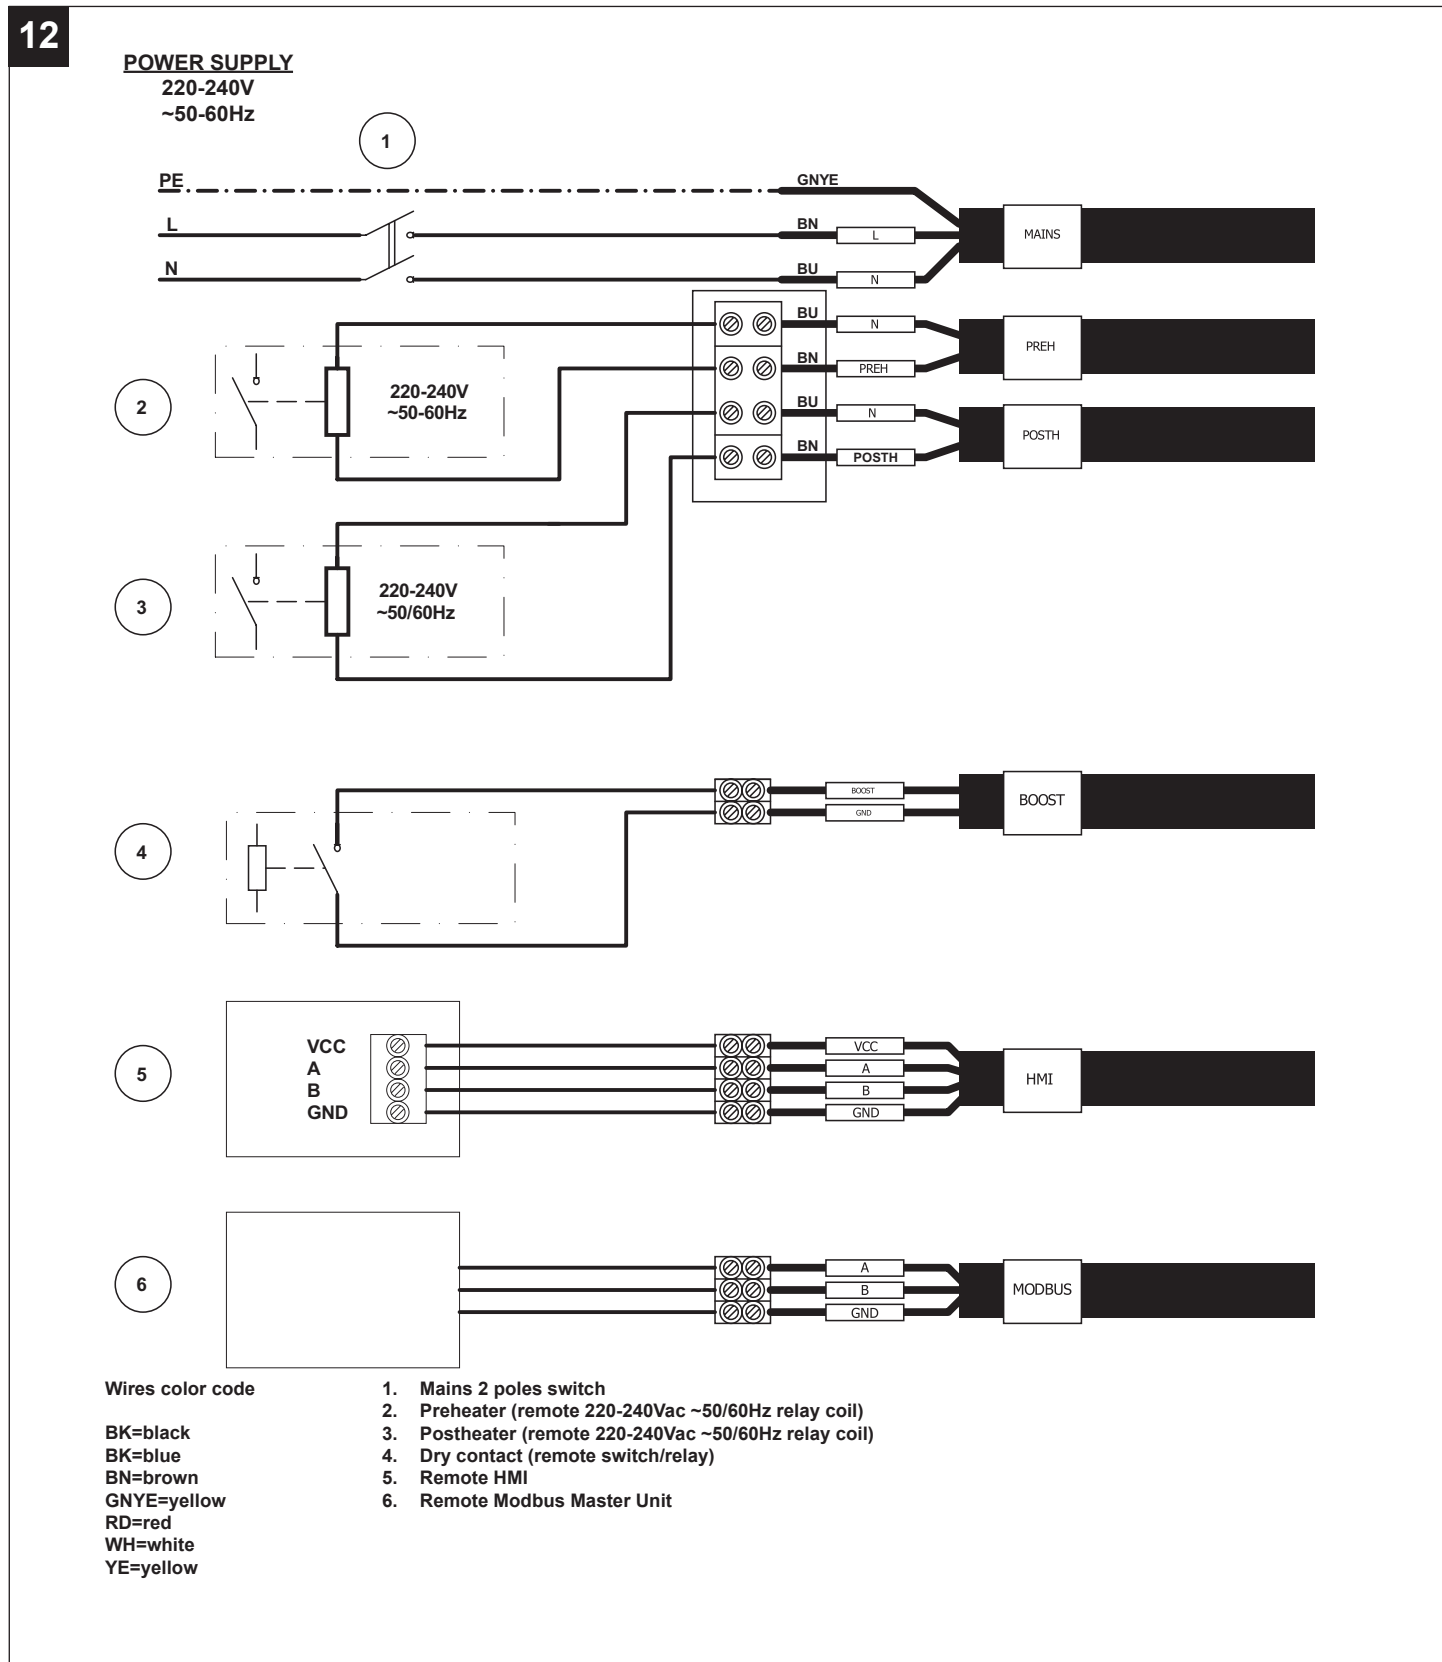 12
POWER SUPPLY
220-240V
~50-60Hz
1
PE
GNYE
L
BN
L
MAINS
N
BU
N
BU
N
PREH
BN
PREH
2
220-240V
~50-60Hz
BU
N
POSTH
BN
POSTH
3
220-240V
~50/60Hz
BOOST
GND
BOOST
4
5
VCC
A
B
GND
VCC
A
B
GND
HMI
6
A
B
GND
MODBUS
Wires color code
BK=black
BK=blue
BN=brown
GNYE=yellow
RD=red
WH=white
YE=yellow
1. Mains 2 poles switch
2. Preheater (remote 220-240Vac ~50/60Hz relay coil)
3. Postheater (remote 220-240Vac ~50/60Hz relay coil)
4. Dry contact (remote switch/relay)
5. Remote HMI
6. Remote Modbus Master Unit